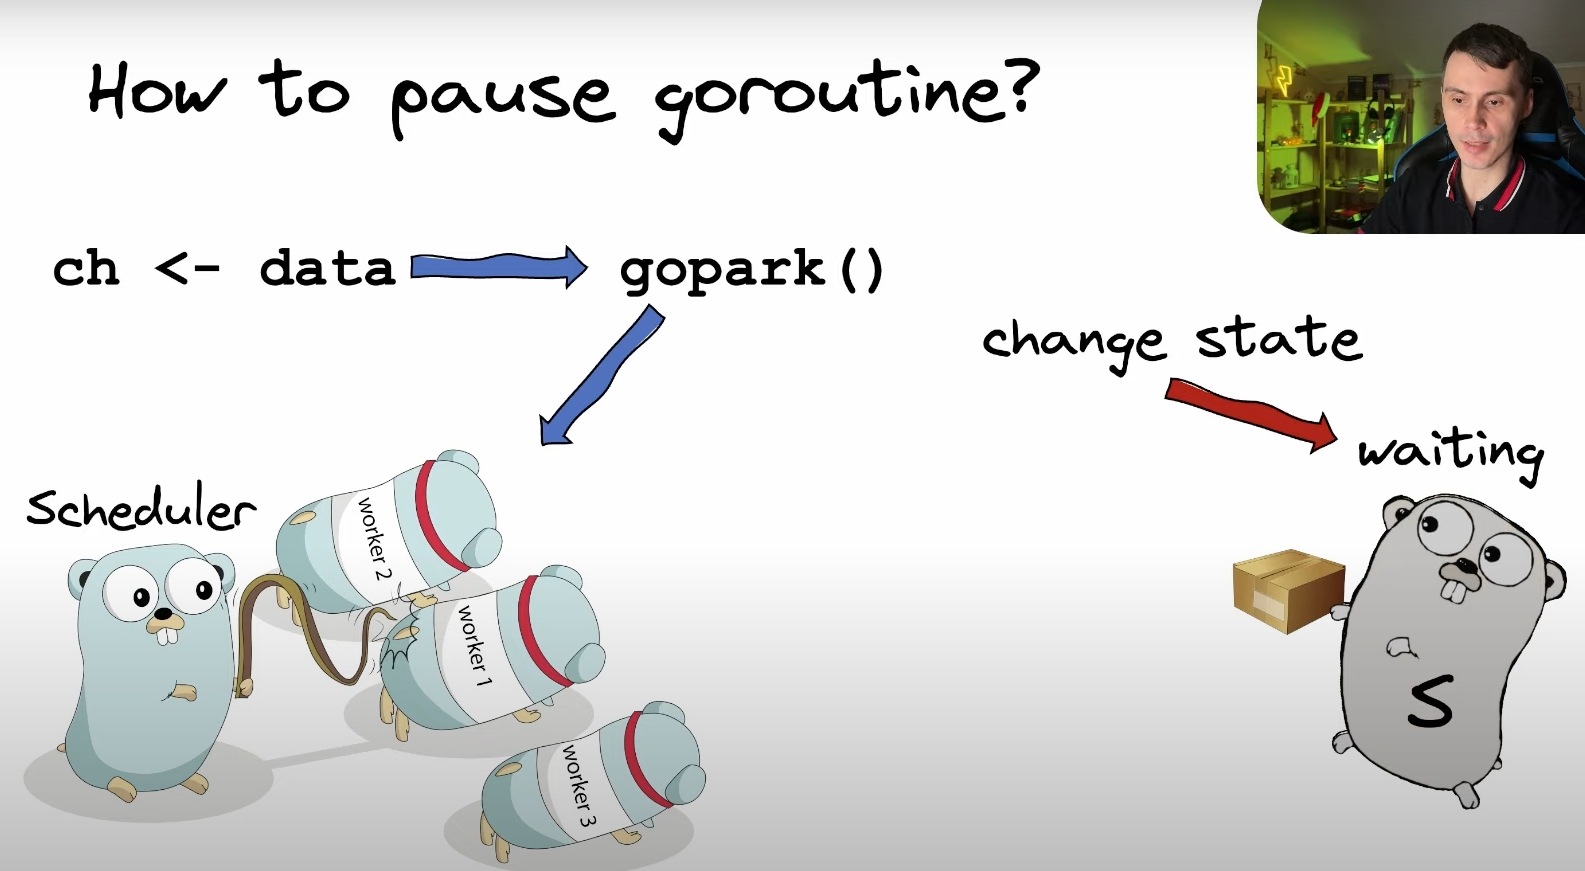 How to pause goroutine?
ch <- data
gopark()
change state
waiting
Scheduler
worker 2
worker 1
worker 3
S